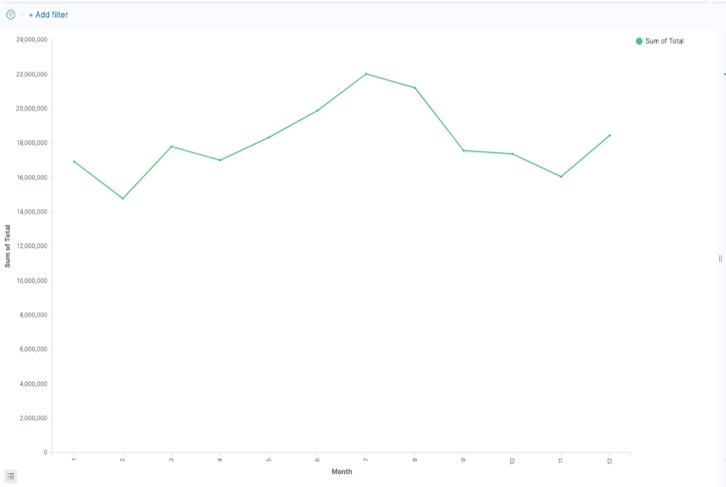 + Add filter
24,000,000
22,000,000
20,000,000
18,000,000
16,000,000
14,000,000
12,000,000
10,000,000
8,000,000
6,000,000
4,000,000
2,000,000
0
Sum of Total
1 2 3 4 5 6 7 8 9 10 11 12
Month
Sum of Total